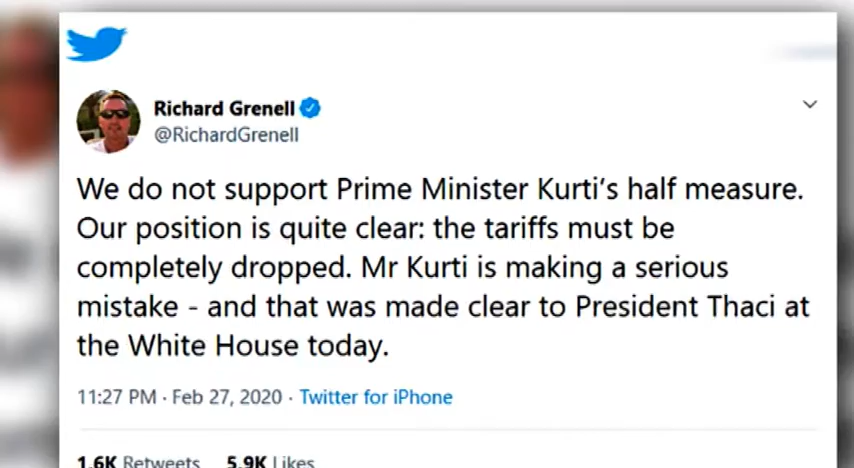 Richard Grenell
@RichardGrenell
We do not support Prime Minister Kurti’s half measure.
Our position is quite clear: the tariffs must be
completely dropped. Mr Kurti is making a serious
mistake - and that was made clear to President Thaci at
the White House today.
11:27 PM · Feb 27, 2020 · Twitter for iPhone
1.6K Retweets 5.9K Likes